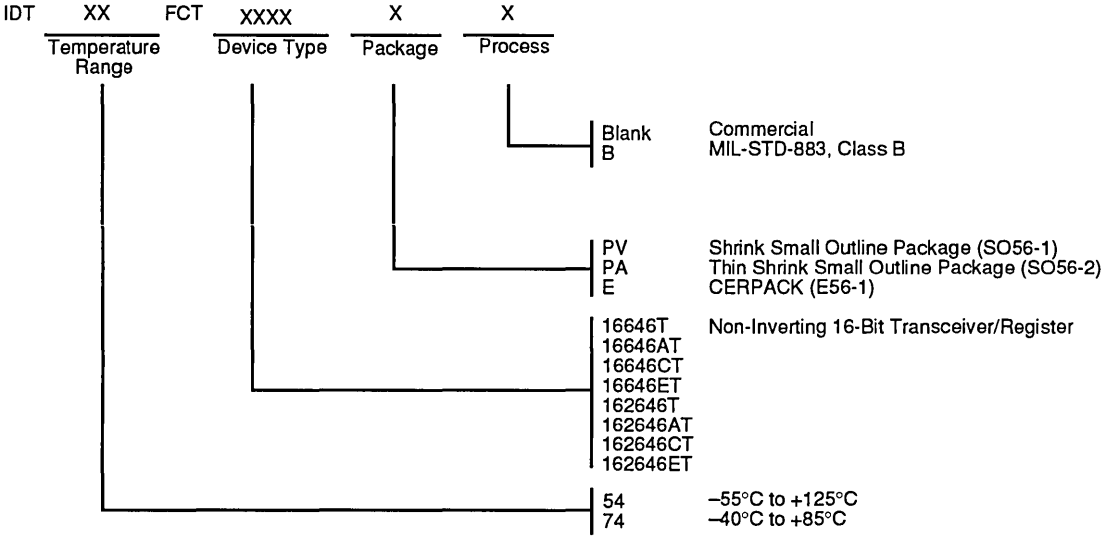 IDT XX FCT XXXX X X
Temperature Range Device Type Package Process
Blank Commercial
B MIL-STD-883, Class B
PV Shrink Small Outline Package (SO56-1)
PA Thin Shrink Small Outline Package (SO56-2)
E CERPACK (E56-1)
16646T Non-Inverting 16-Bit Transceiver/Register
16646AT
16646CT
16646ET
162646T
162646AT
162646CT
162646ET
54 –55°C to +125°C
74 –40°C to +85°C